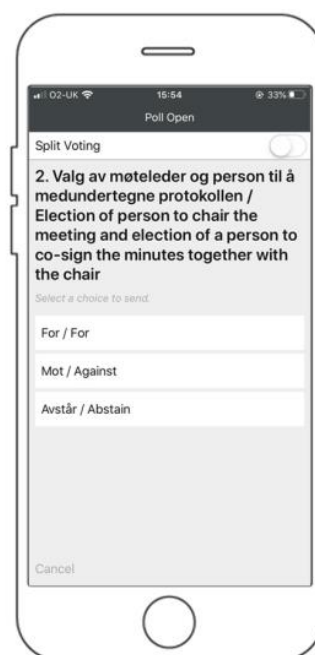 O2-UK 15:54 33%
Poll Open
Split Voting
2. Valg av møteleder og person til å
medundertegne protokollen /
Election of person to chair the
meeting and election of a person to
co-sign the minutes together with
the chair
Select a choice to send.
For / For
Mot / Against
Avstår / Abstain
Cancel